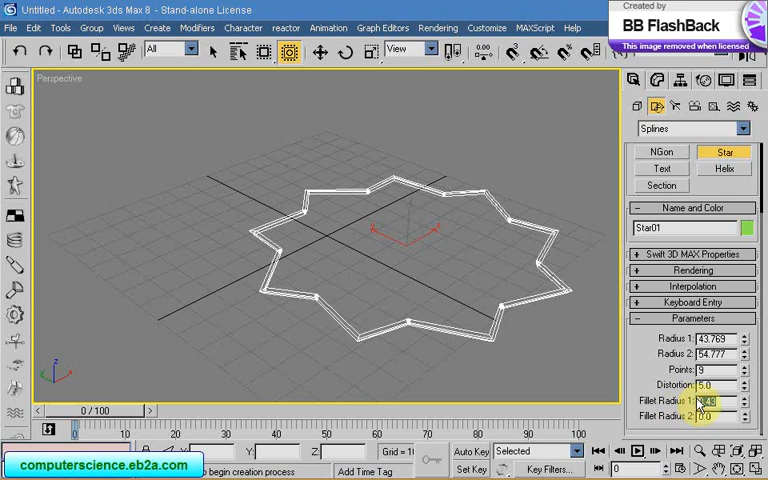 Untitled - Autodesk 3ds Max 8 - Stand-alone License
Created by
BB FlashBack
This image removed when licensed
File Edit Tools Group Views Create Modifiers Character reactor Animation Graph Editors Rendering Customize MAXScript Help
All
View
0.00
Perspective
Splines
NGon Star
Text Helix
Section
- Name and Color
Star01
+ Swift 3D MAX Properties
+ Rendering
+ Interpolation
+ Keyboard Entry
- Parameters
Radius 1: 43.769
Radius 2: 54.777
Points: 9
Distortion: 5.0
Fillet Radius 1:
Fillet Radius 2: 0.0
z
x
0 / 100
0 10 20 30 40 50 60 70 80 90 100
X: Y: Z: Grid = 1
Auto Key Selected
computerscience.eb2a.com
to begin creation process
Add Time Tag
Set Key
Key Filters...
0